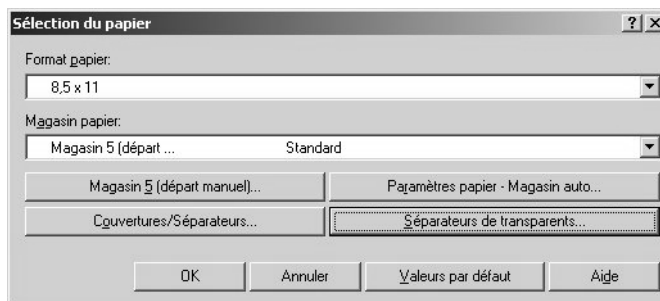 Sélection du papier
Format papier:
8,5 x 11
Magasin papier:
Magasin 5 (départ ... Standard
Magasin 5 (départ manuel)... Paramètres papier - Magasin auto...
Couvertures/Séparateurs... Séparateurs de transparents...
OK Annuler Valeurs par défaut Aide